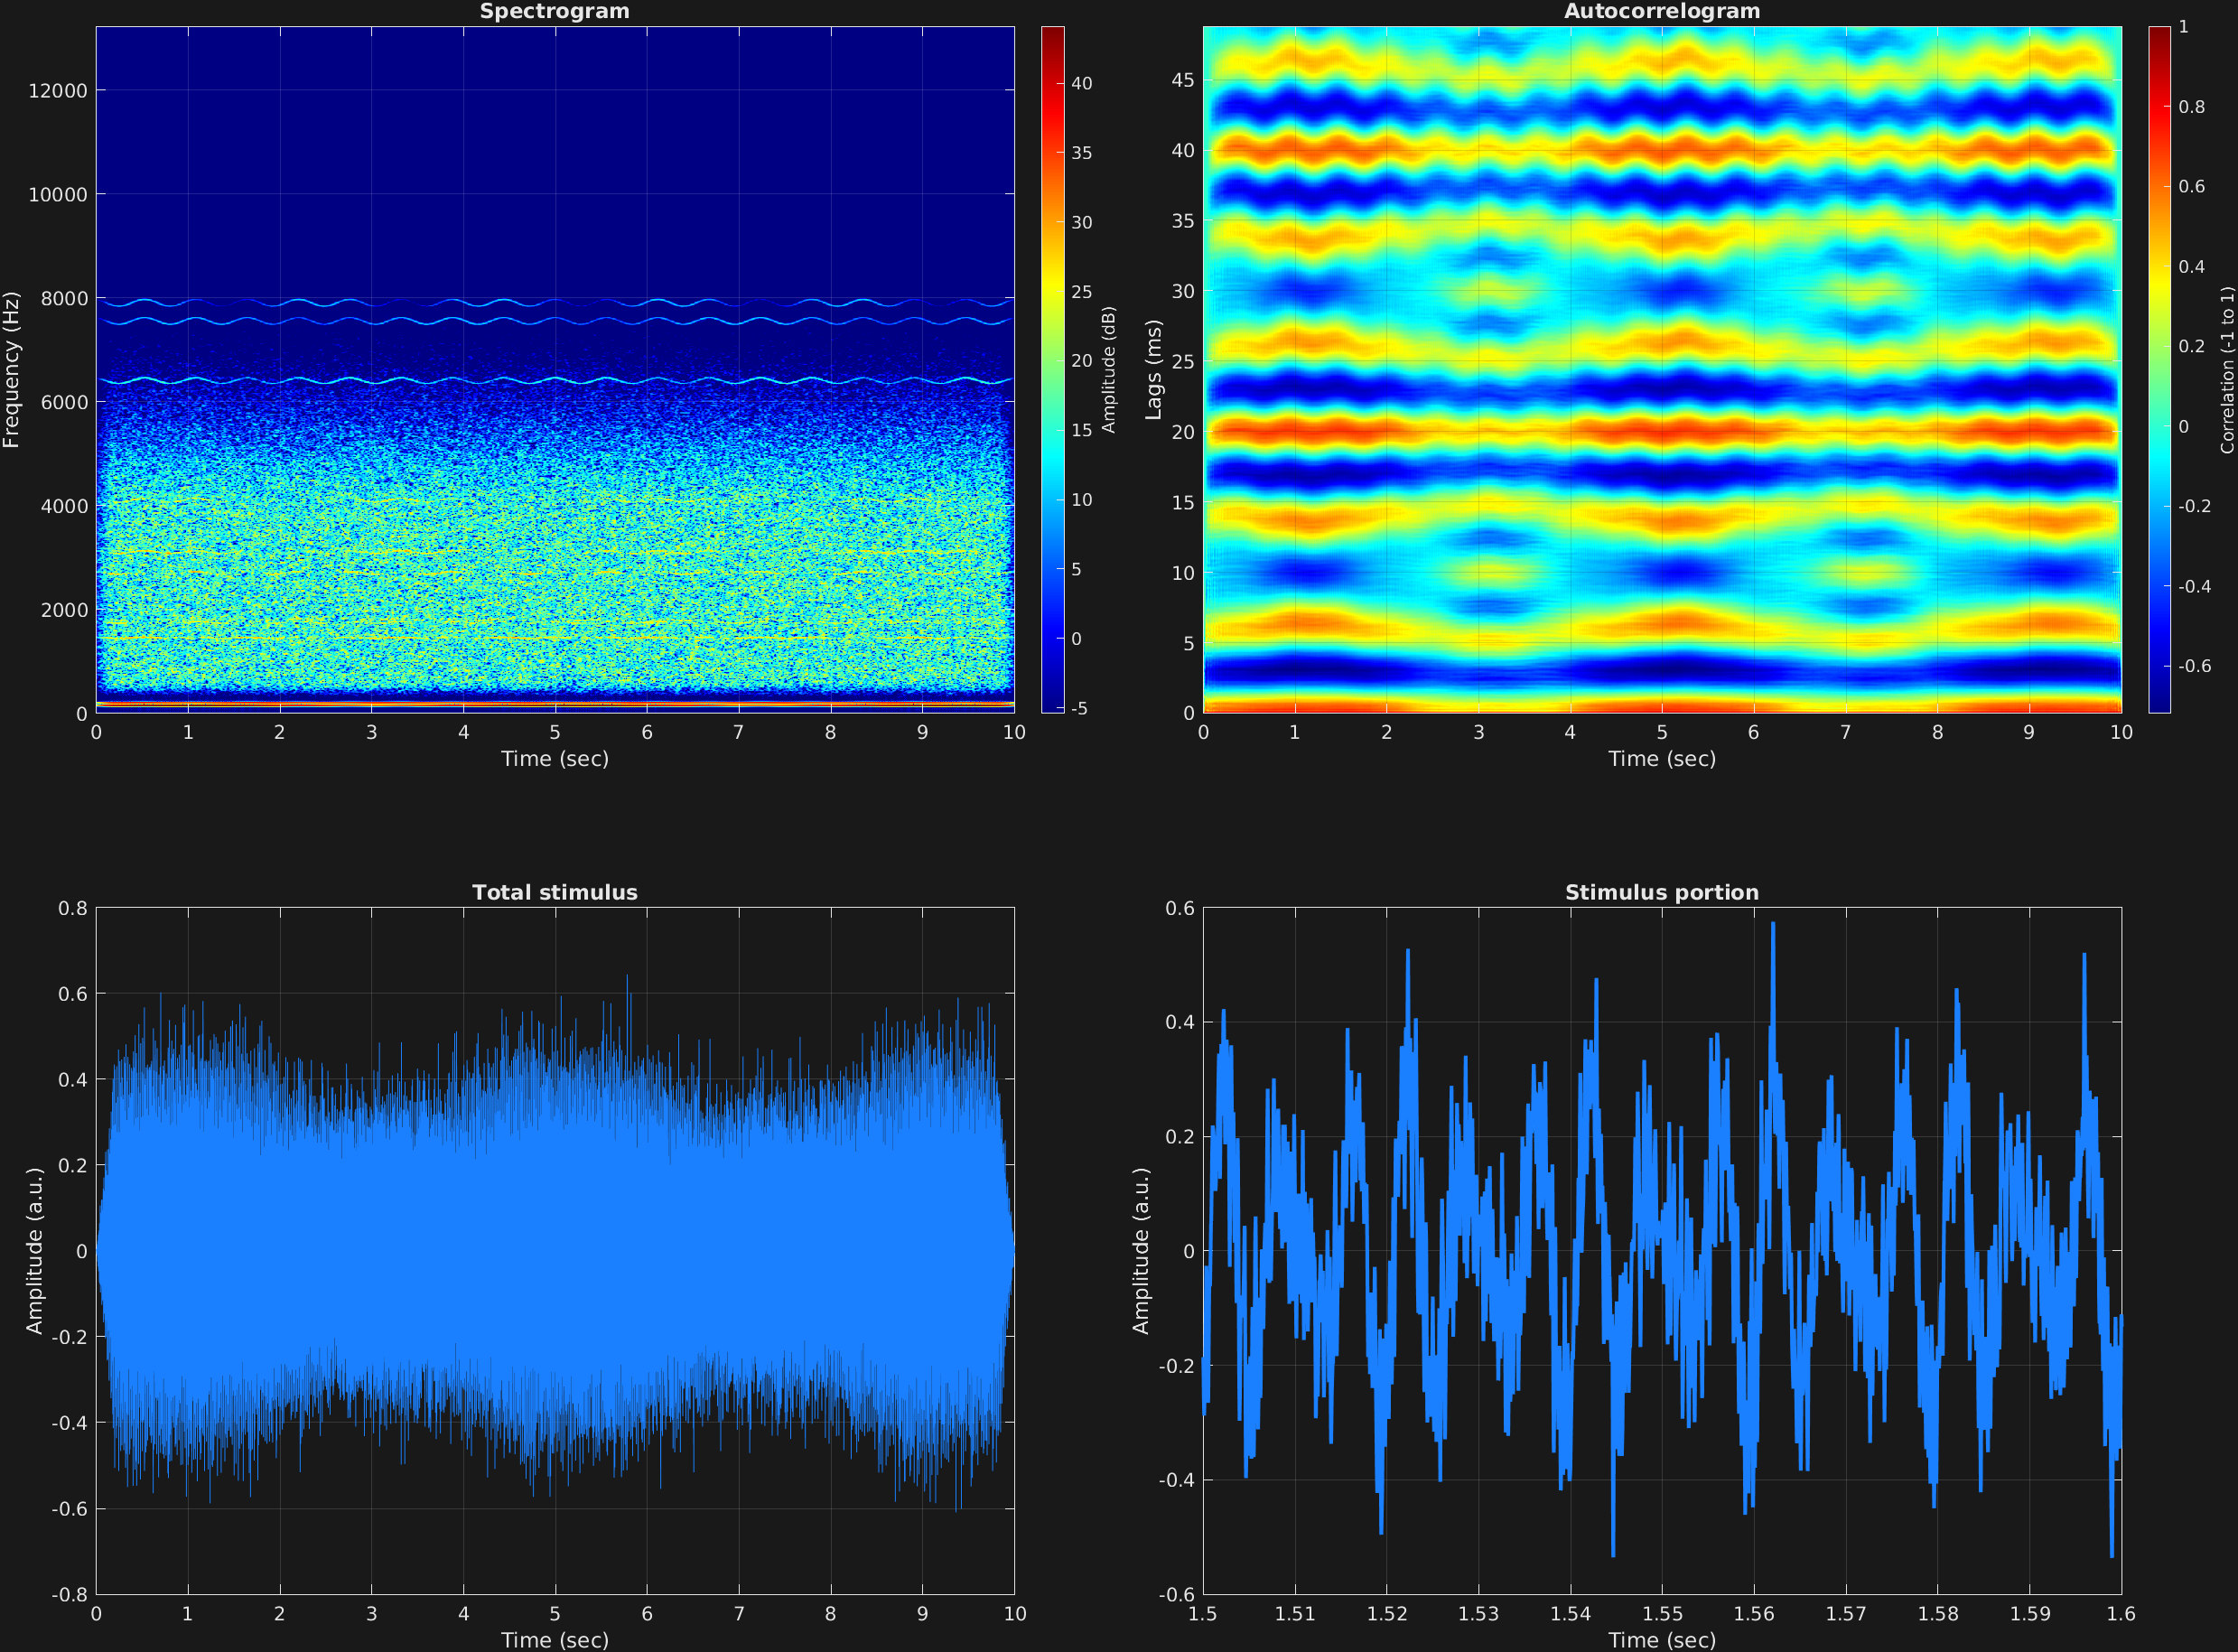 Spectrogram
12000
10000
8000
6000
4000
2000
0
Frequency (Hz)
0 1 2 3 4 5 6 7 8 9 10
Time (sec)
40
35
30
25
20
15
10
5
0
-5
Amplitude (dB)
Autocorrelogram
45
40
35
30
25
20
15
10
5
0
Lags (ms)
0 1 2 3 4 5 6 7 8 9 10
Time (sec)
1
0.8
0.6
0.4
0.2
0
-0.2
-0.4
-0.6
Correlation (-1 to 1)
Total stimulus
0.8
0.6
0.4
0.2
0
-0.2
-0.4
-0.6
-0.8
Amplitude (a.u.)
0 1 2 3 4 5 6 7 8 9 10
Time (sec)
Stimulus portion
0.6
0.4
0.2
0
-0.2
-0.4
-0.6
Amplitude (a.u.)
1.5 1.51 1.52 1.53 1.54 1.55 1.56 1.57 1.58 1.59 1.6
Time (sec)